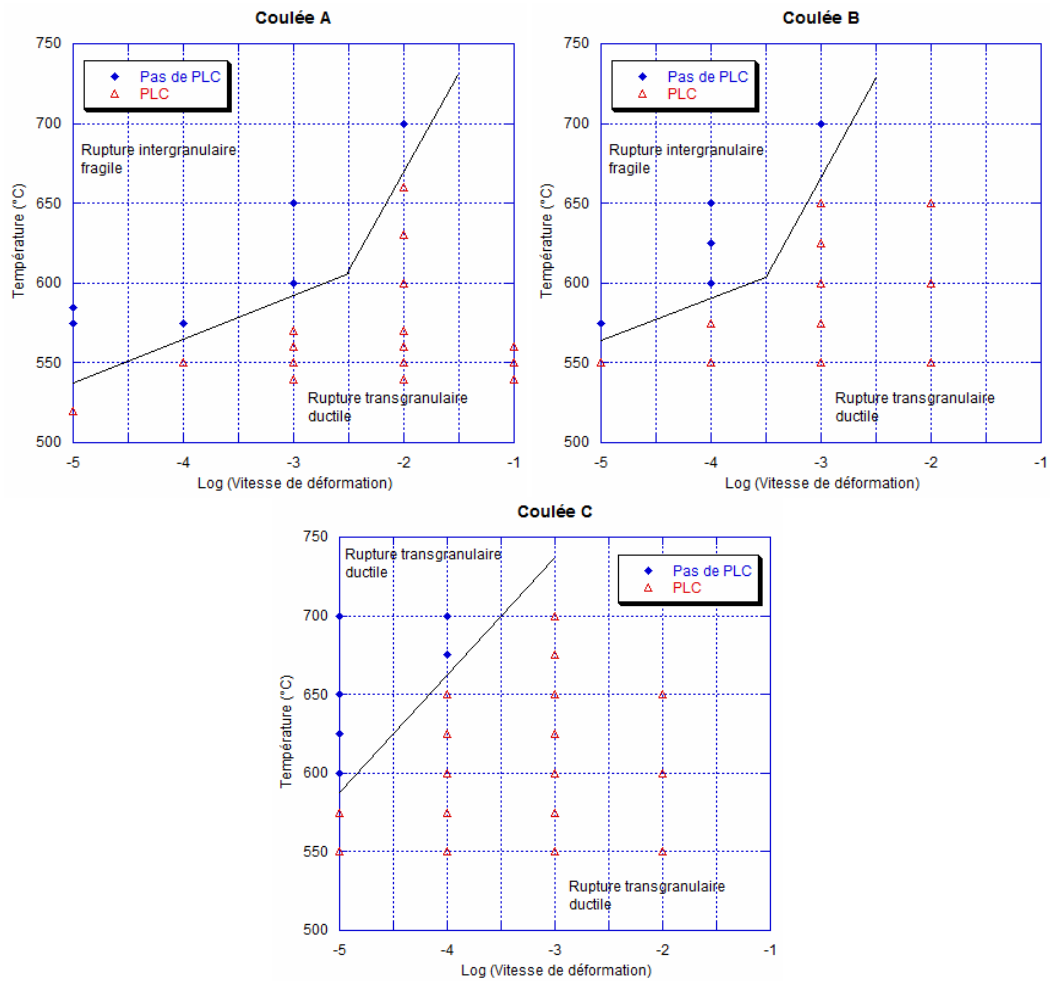 Coulée A
750
700
650
600
550
500
Température (°C)
Pas de PLC
PLC
Rupture intergranulaire
fragile
Rupture transgranulaire
ductile
-5
-4
-3
-2
-1
Log (Vitesse de déformation)
Coulée B
750
700
650
600
550
500
Température (°C)
Pas de PLC
PLC
Rupture intergranulaire
fragile
Rupture transgranulaire
ductile
-5
-4
-3
-2
-1
Log (Vitesse de déformation)
Coulée C
750
700
650
600
550
500
Température (°C)
Rupture transgranulaire
ductile
Pas de PLC
PLC
Rupture transgranulaire
ductile
-5
-4
-3
-2
-1
Log (Vitesse de déformation)